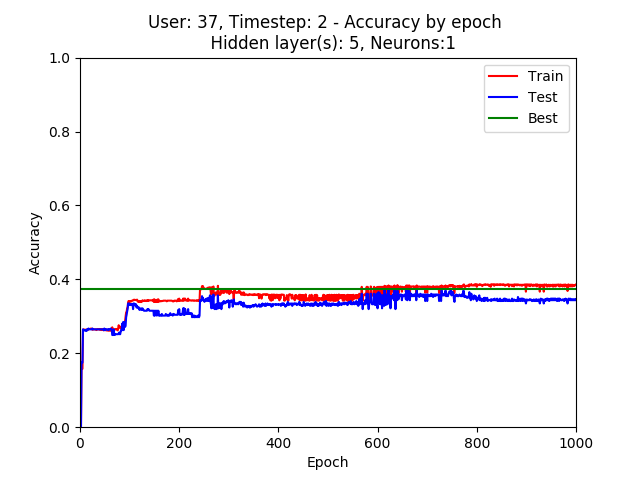 User: 37, Timestep: 2 - Accuracy by epoch
Hidden layer(s): 5, Neurons:1
1.0
0.8
0.6
0.4
0.2
0.0
Accuracy
Train
Test
Best
0 200 400 600 800 1000
Epoch